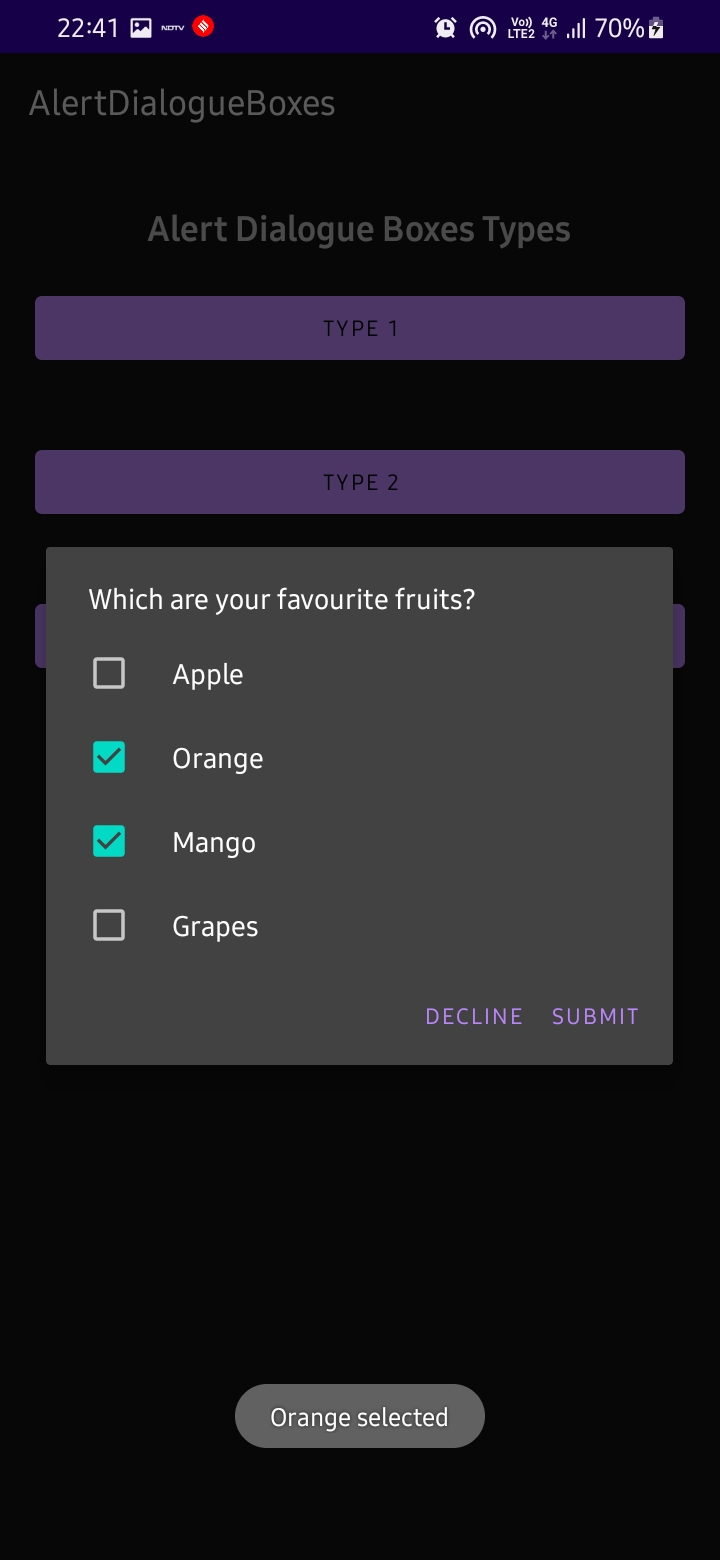 22:41 NDTV Vo)) LTE2 4G 70%
AlertDialogueBoxes
Alert Dialogue Boxes Types
TYPE 1
TYPE 2
Which are your favourite fruits?
Apple
Orange
Mango
Grapes
DECLINE SUBMIT
Orange selected